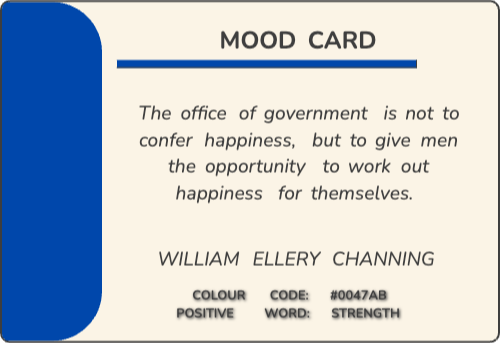 MOOD CARD
The office of government is not to
confer happiness, but to give men
the opportunity to work out
happiness for themselves.
WILLIAM ELLERY CHANNING
COLOUR CODE: #0047AB
POSITIVE WORD: STRENGTH